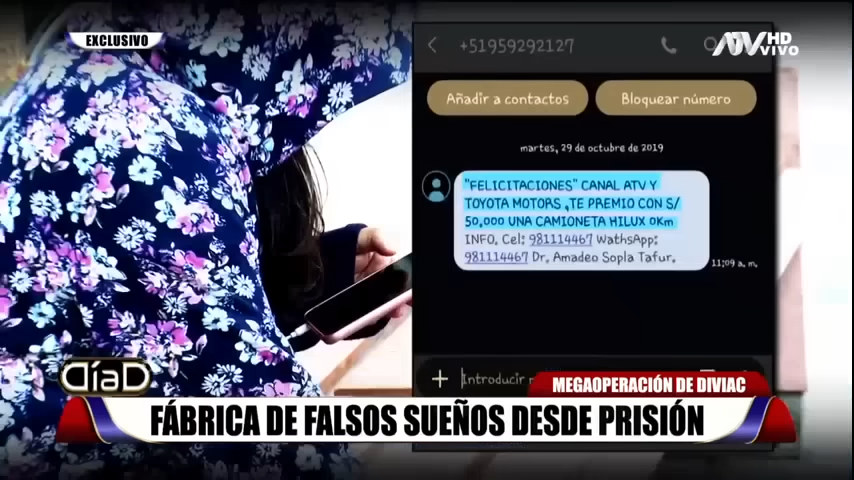 EXCLUSIVO
ATV HD
VIVO
+51959292127
Añadir a contactos
Bloquear número
martes, 29 de octubre de 2019
"FELICITACIONES" CANAL ATV Y
TOYOTA MOTORS ,TE PREMIO CON S/
50,000 UNA CAMIONETA HILUX 0Km
INFO. Cel: 981114467 WathsApp:
981114467 Dr. Amadeo Sopla Tafur.
11:09 a. m.
Introducir
DíaD
MEGAOPERACIÓN DE DIVIAC
FÁBRICA DE FALSOS SUEÑOS DESDE PRISIÓN